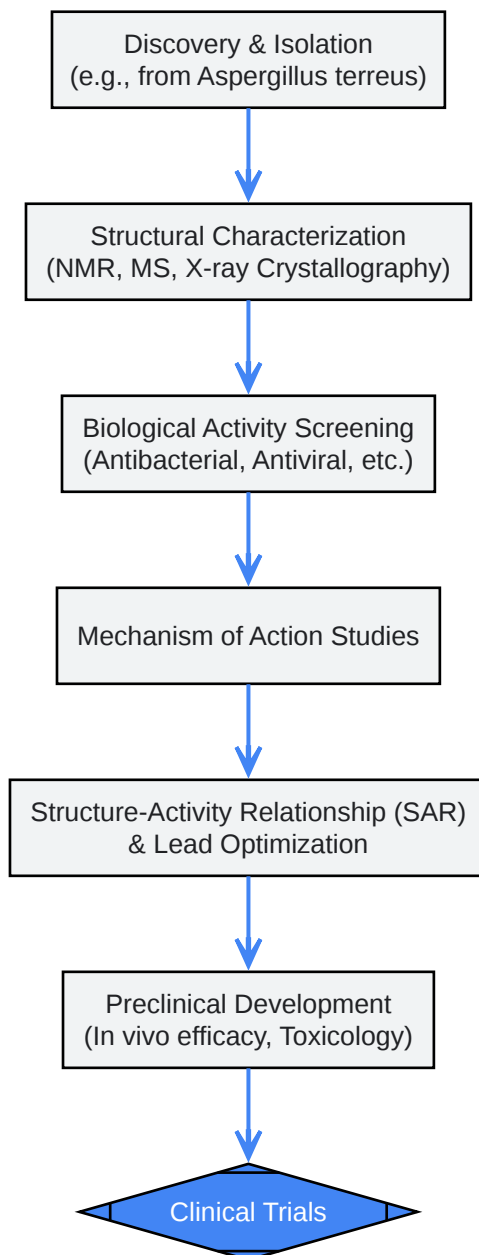 Discovery & Isolation
(e.g., from Aspergillus terreus)
Structural Characterization
(NMR, MS, X-ray Crystallography)
Biological Activity Screening
(Antibacterial, Antiviral, etc.)
Mechanism of Action Studies
Structure-Activity Relationship (SAR)
& Lead Optimization
Preclinical Development
(In vivo efficacy, Toxicology)
Clinical Trials